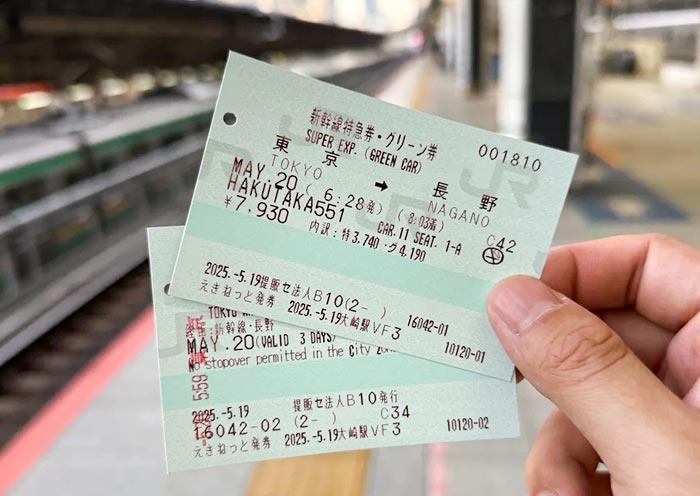 新幹線特急券・グリーン券
SUPER EXP. (GREEN CAR)
001810
東京 ➡ 長野
TOKYO NAGANO
MAY.20( 6:28発) (8:03着) C42
HAKUTAKA551 CAR.11 SEAT. 1-A
¥7,930 内訳:特3,740・グ4,190
JR
2025.-5.19提販セ法人B10(2- ) 16042-01
えきねっと発券 2025.-5.19大崎駅VF3 10120-01
TOKYO
経由:新幹線・長野
MAY.20(VALID 3 DAYS)
No stopover permitted in the City Zone
5:59
2025.-5.19 提販セ法人B10発行
16042-02 (2- ) C34
えきねっと発券 2025.-5.19大崎駅VF3 10120-02